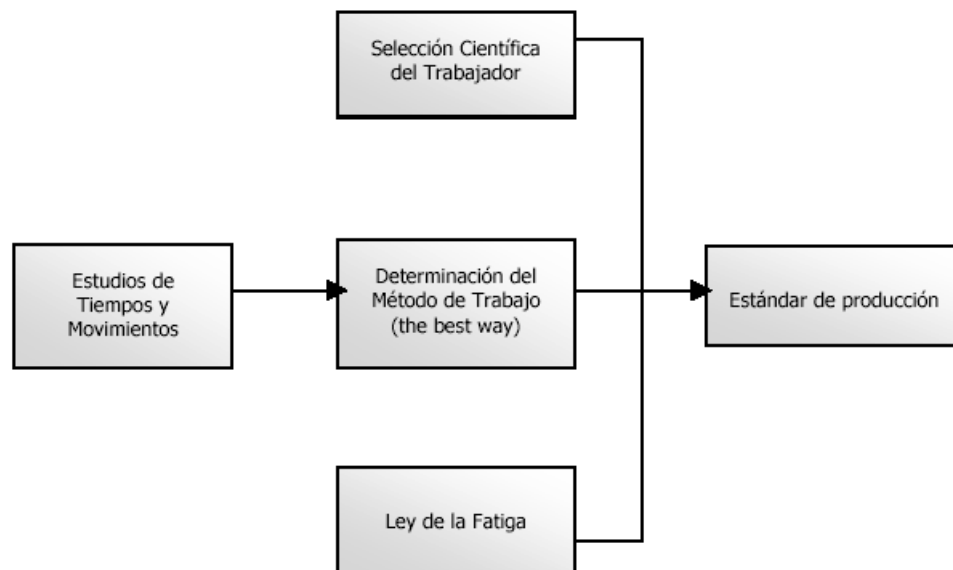 Selección Científica
del Trabajador
Estudios de
Tiempos y
Movimientos
Determinación del
Método de Trabajo
(the best way)
Estándar de producción
Ley de la Fatiga